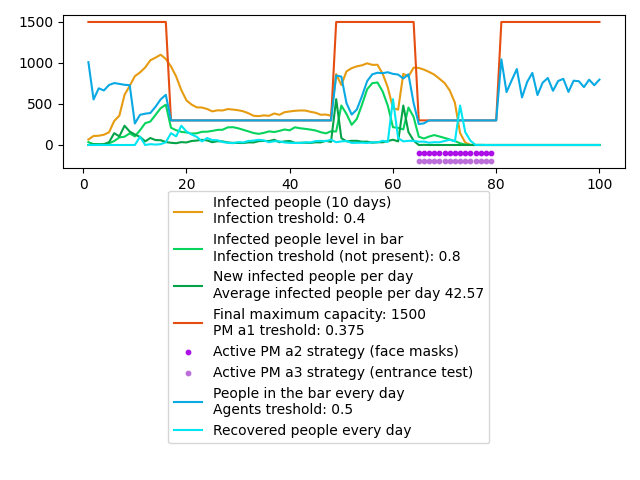 1500
1000
500
0
0 20 40 60 80 100
Infected people (10 days)
Infection treshold: 0.4
Infected people level in bar
Infection treshold (not present): 0.8
New infected people per day
Average infected people per day 42.57
Final maximum capacity: 1500
PM a1 treshold: 0.375
Active PM a2 strategy (face masks)
Active PM a3 strategy (entrance test)
People in the bar every day
Agents treshold: 0.5
Recovered people every day